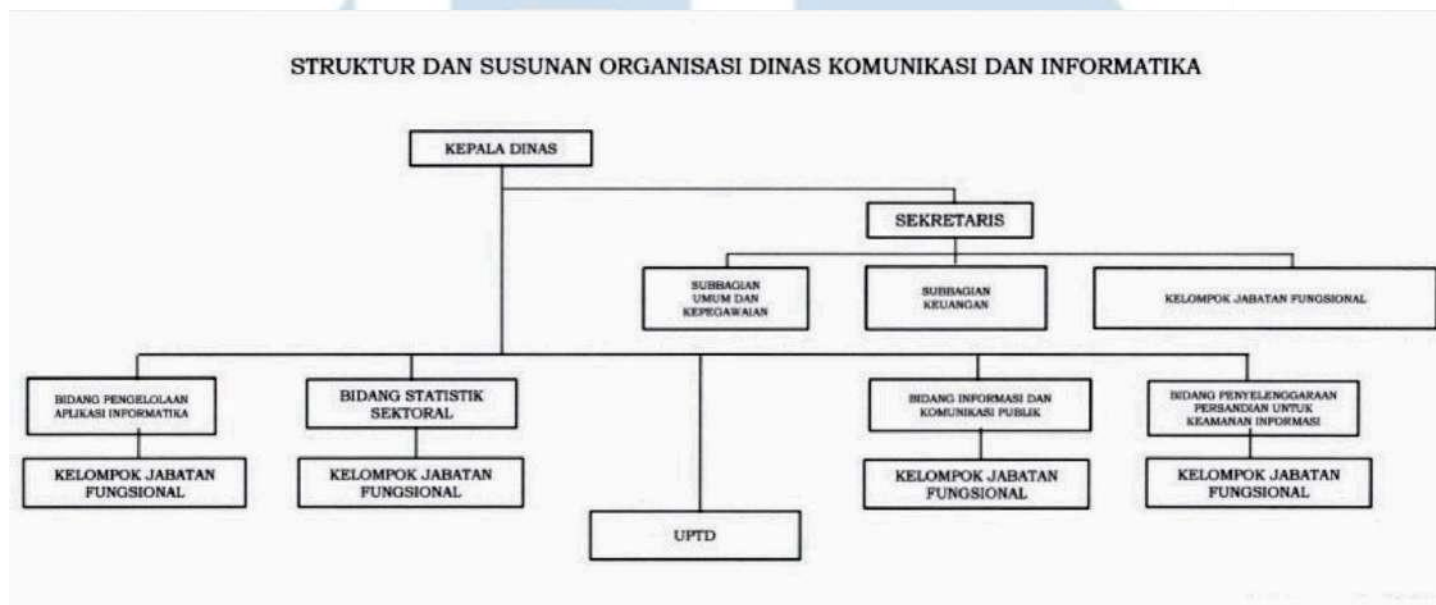 STRUKTUR DAN SUSUNAN ORGANISASI DINAS KOMUNIKASI DAN INFORMATIKA
KEPALA DINAS
SEKRETARIS
SUBBAGIAN
UMUM DAN
KEPEGAWAIAN
SUBBAGIAN
KEUANGAN
KELOMPOK JABATAN FUNGSIONAL
BIDANG PENGELOLAAN
APLIKASI INFORMATIKA
BIDANG STATISTIK
SEKTORAL
BIDANG INFORMASI DAN
KOMUNIKASI PUBLIK
BIDANG PENYELENGGARAAN
PERSANDIAN UNTUK
KEAMANAN INFORMASI
KELOMPOK JABATAN
FUNGSIONAL
KELOMPOK JABATAN
FUNGSIONAL
KELOMPOK JABATAN
FUNGSIONAL
KELOMPOK JABATAN
FUNGSIONAL
UPTD